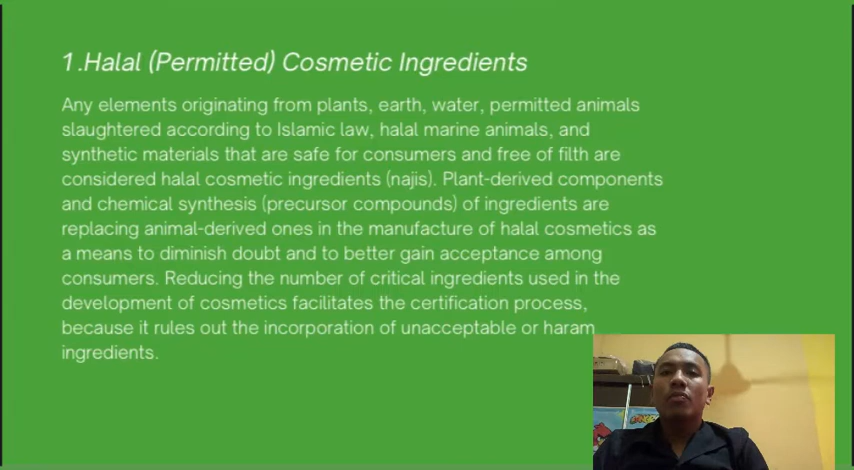 1.Halal (Permitted) Cosmetic Ingredients
Any elements originating from plants, earth, water, permitted animals
slaughtered according to Islamic law, halal marine animals, and
synthetic materials that are safe for consumers and free of filth are
considered halal cosmetic ingredients (najis). Plant-derived components
and chemical synthesis (precursor compounds) of ingredients are
replacing animal-derived ones in the manufacture of halal cosmetics as
a means to diminish doubt and to better gain acceptance among
consumers. Reducing the number of critical ingredients used in the
development of cosmetics facilitates the certification process,
because it rules out the incorporation of unacceptable or haram
ingredients.